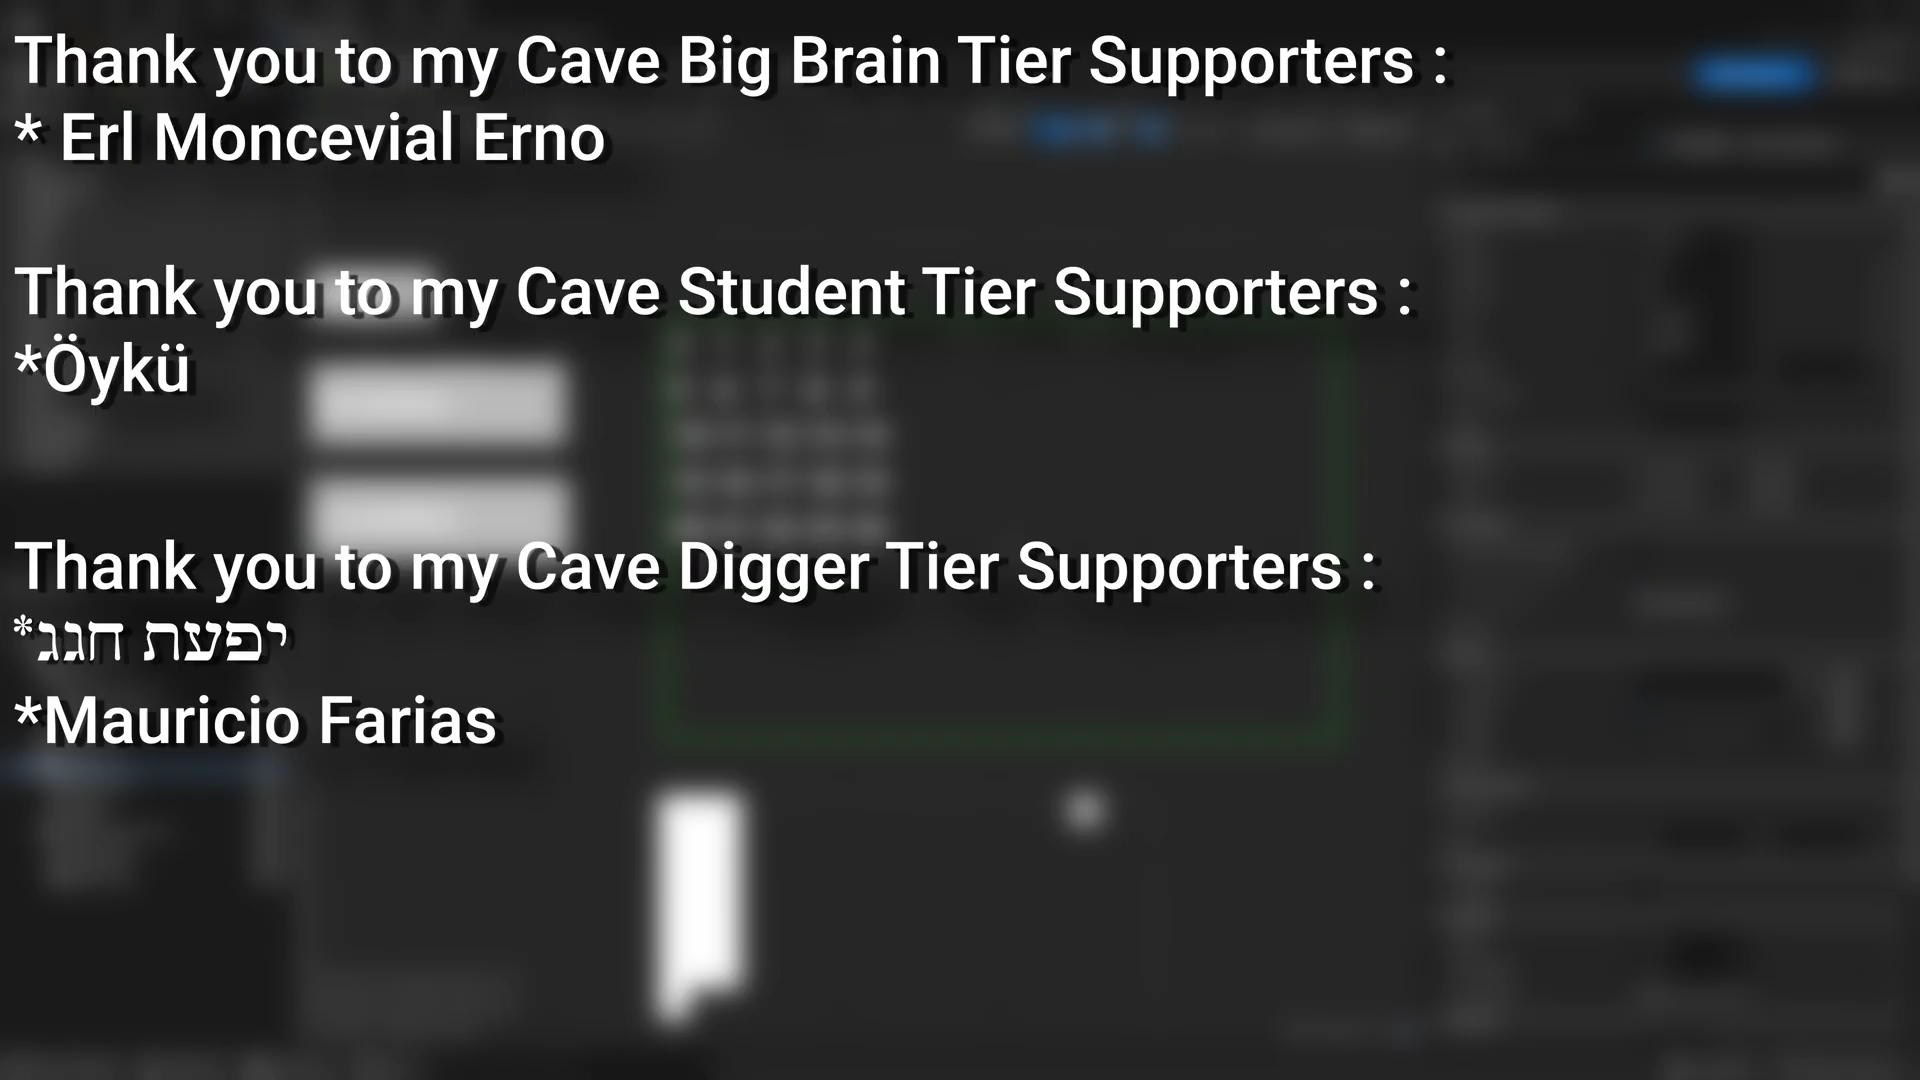 Thank you to my Cave Big Brain Tier Supporters :
* Erl Moncevial Erno
Thank you to my Cave Student Tier Supporters :
*Öykü
Thank you to my Cave Digger Tier Supporters :
*יפעת חגג
*Mauricio Farias